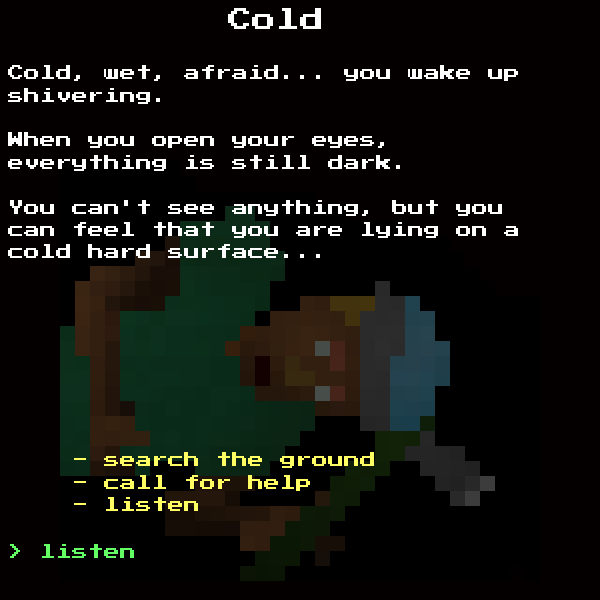 Cold
Cold, wet, afraid... you wake up
shivering.
When you open your eyes,
everything is still dark.
You can't see anything, but you
can feel that you are lying on a
cold hard surface...
- search the ground
- call for help
- listen
> listen